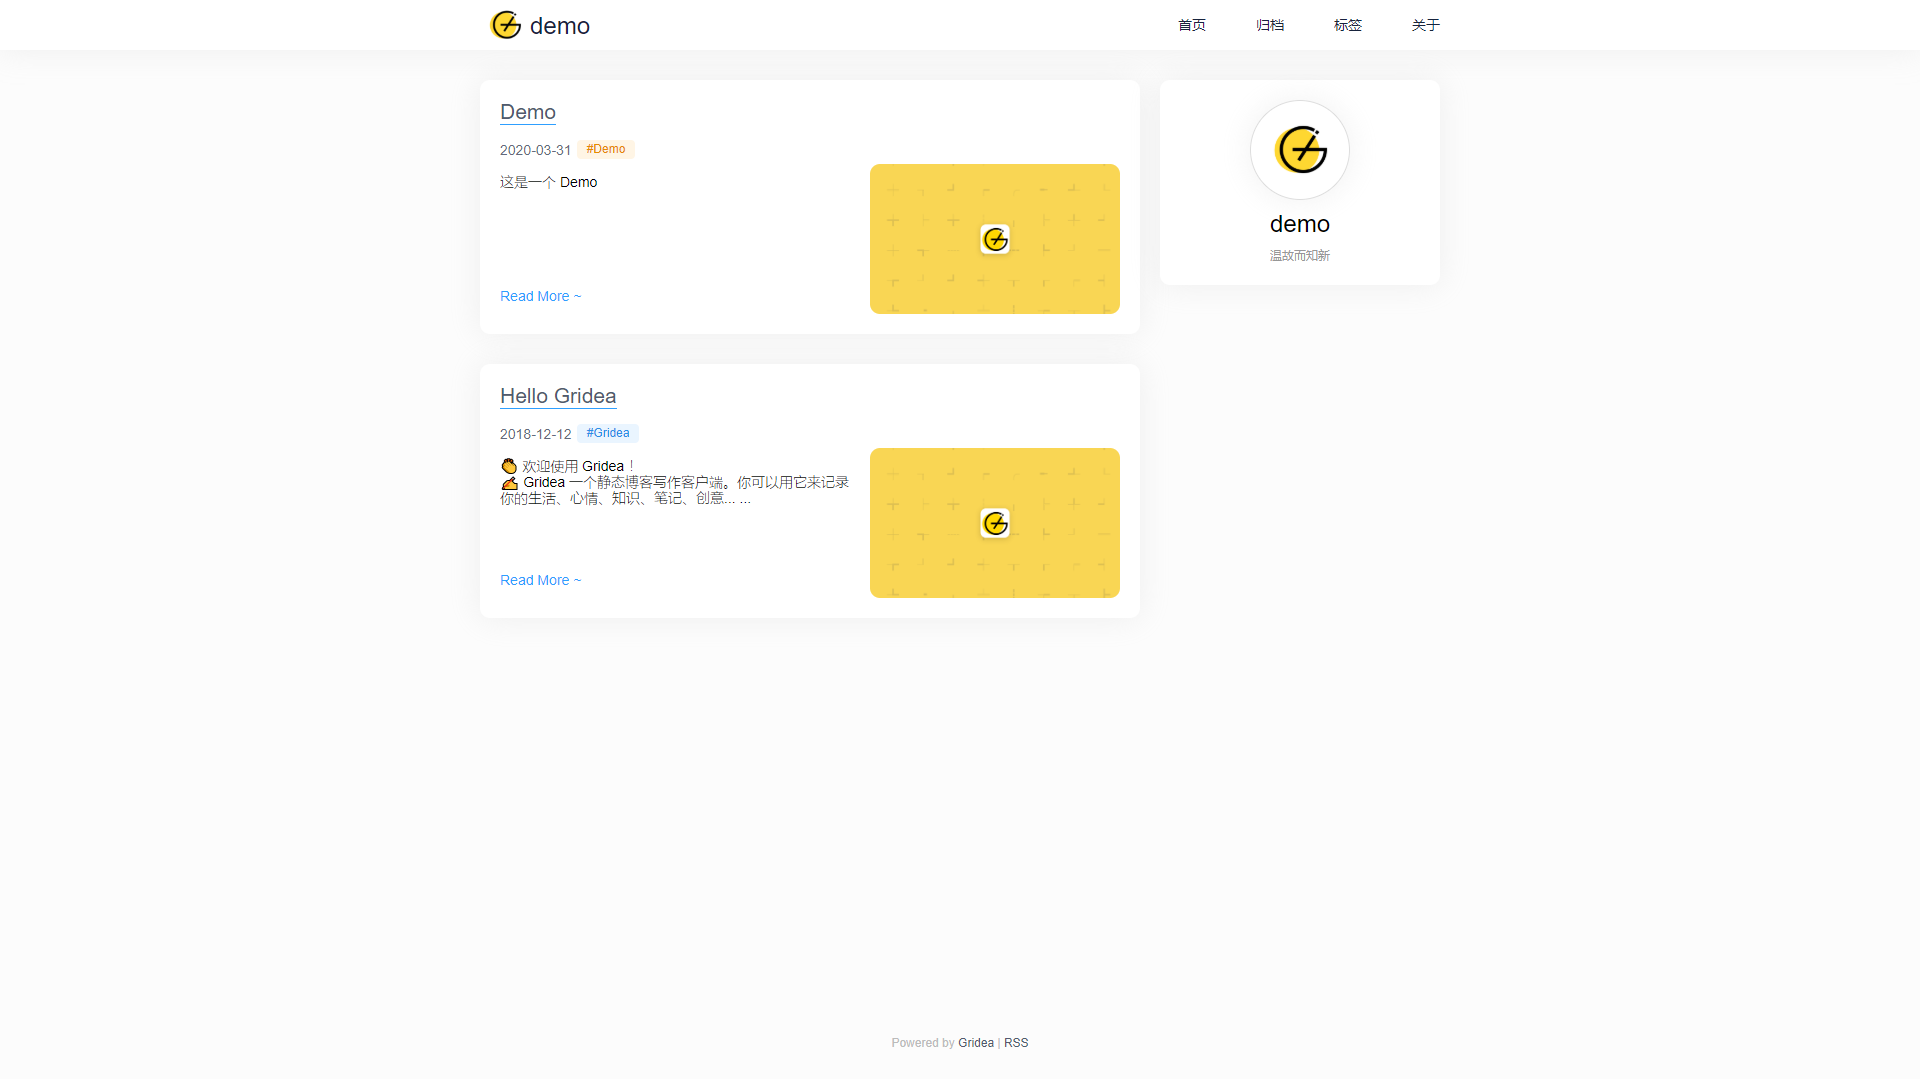 demo
首页
归档
标签
关于
Demo
2020-03-31 #Demo
这是一个 Demo
Read More ~
Hello Gridea
2018-12-12 #Gridea
👏 欢迎使用 Gridea！
✍️ Gridea 一个静态博客写作客户端。你可以用它来记录
你的生活、心情、知识、笔记、创意... ...
Read More ~
demo
温故而知新
Powered by Gridea | RSS